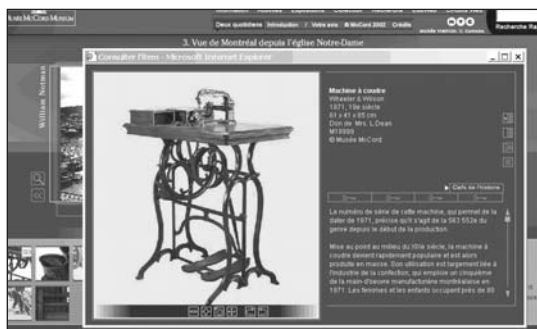 McCord Museum
Deux quotidiens Introduction / Votre avis © McCord 2002 Crédits
Recherche
3. Vue de Montréal depuis l'église Notre-Dame
Consulter l'item - Microsoft Internet Explorer
William Notman
Machine à coudre
Wheeler & Wilson
1871, 19e siècle
61 x 41 x 85 cm
Don de Mrs. L.Dean
© Musée McCord
Clefs de l'histoire
Le numéro de série de cette machine, qui permet de la
dater de 1871, précise qu'il s'agit de la 563 552e du
genre depuis le début de la production.
Mise au point au milieu du XIXe siècle, la machine à
coudre devient rapidement populaire et est alors
produite en masse. Son utilisation est largement liée à
l'industrie de la confection, qui emploie un cinquième
de la main-d'oeuvre manufacturière montréalaise en
1871. Les femmes et les enfants occupent près de 80